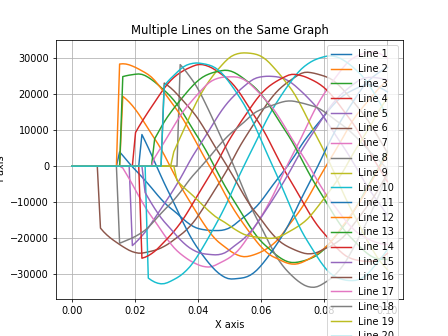 Multiple Lines on the Same Graph
30000
20000
10000
0
−10000
−20000
−30000
0.00
0.02
0.04
0.06
X axis
Line 1
Line 2
Line 3
Line 4
Line 5
Line 6
Line 7
Line 8
Line 9
Line 10
Line 11
Line 12
Line 13
Line 14
Line 15
Line 16
Line 17
Line 18
Line 19
Line 20